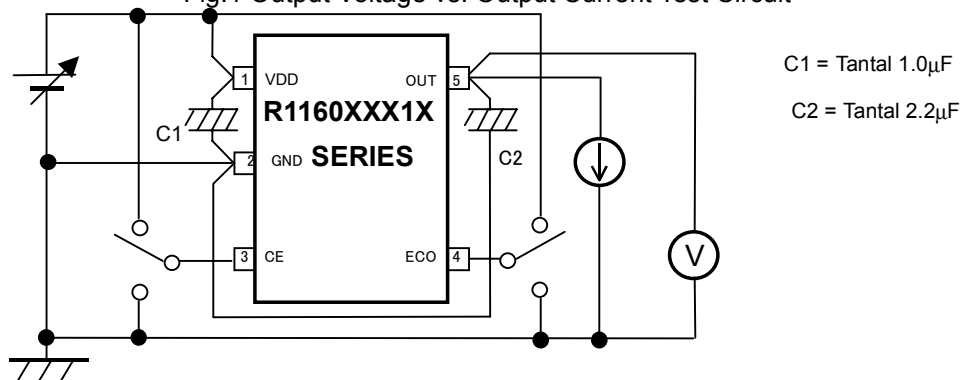 Fig.1 Output Voltage vs. Output Current Test Circuit
1 VDD OUT 5
C1 = Tantal 1.0μF
R1160XXX1X
C2 = Tantal 2.2μF
C1
2 GND SERIES C2
3 CE ECO 4
V